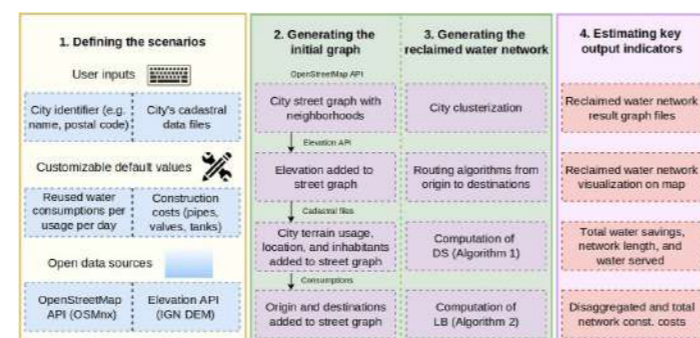 1. Defining the scenarios
User inputs
City identifier (e.g.
name, postal code)
City's cadastral
data files
Customizable default values
Reused water
consumptions per
usage per day
Construction
costs (pipes,
valves, tanks)
Open data sources
OpenStreetMap
API (OSMnx)
Elevation API
(IGN DEM)
2. Generating the
initial graph
OpenStreetMap API
City street graph with
neighborhoods
Elevation API
Elevation added to
street graph
Cadastral files
City terrain usage,
location, and inhabitants
added to street graph
Consumptions
Origin and destinations
added to street graph
3. Generating the
reclaimed water network
City clusterization
Routing algorithms from
origin to destinations
Computation of
DS (Algorithm 1)
Computation of
LB (Algorithm 2)
4. Estimating key
output indicators
Reclaimed water network
result graph files
Reclaimed water network
visualization on map
Total water savings,
network length, and
water served
Disaggregated and total
network const. costs